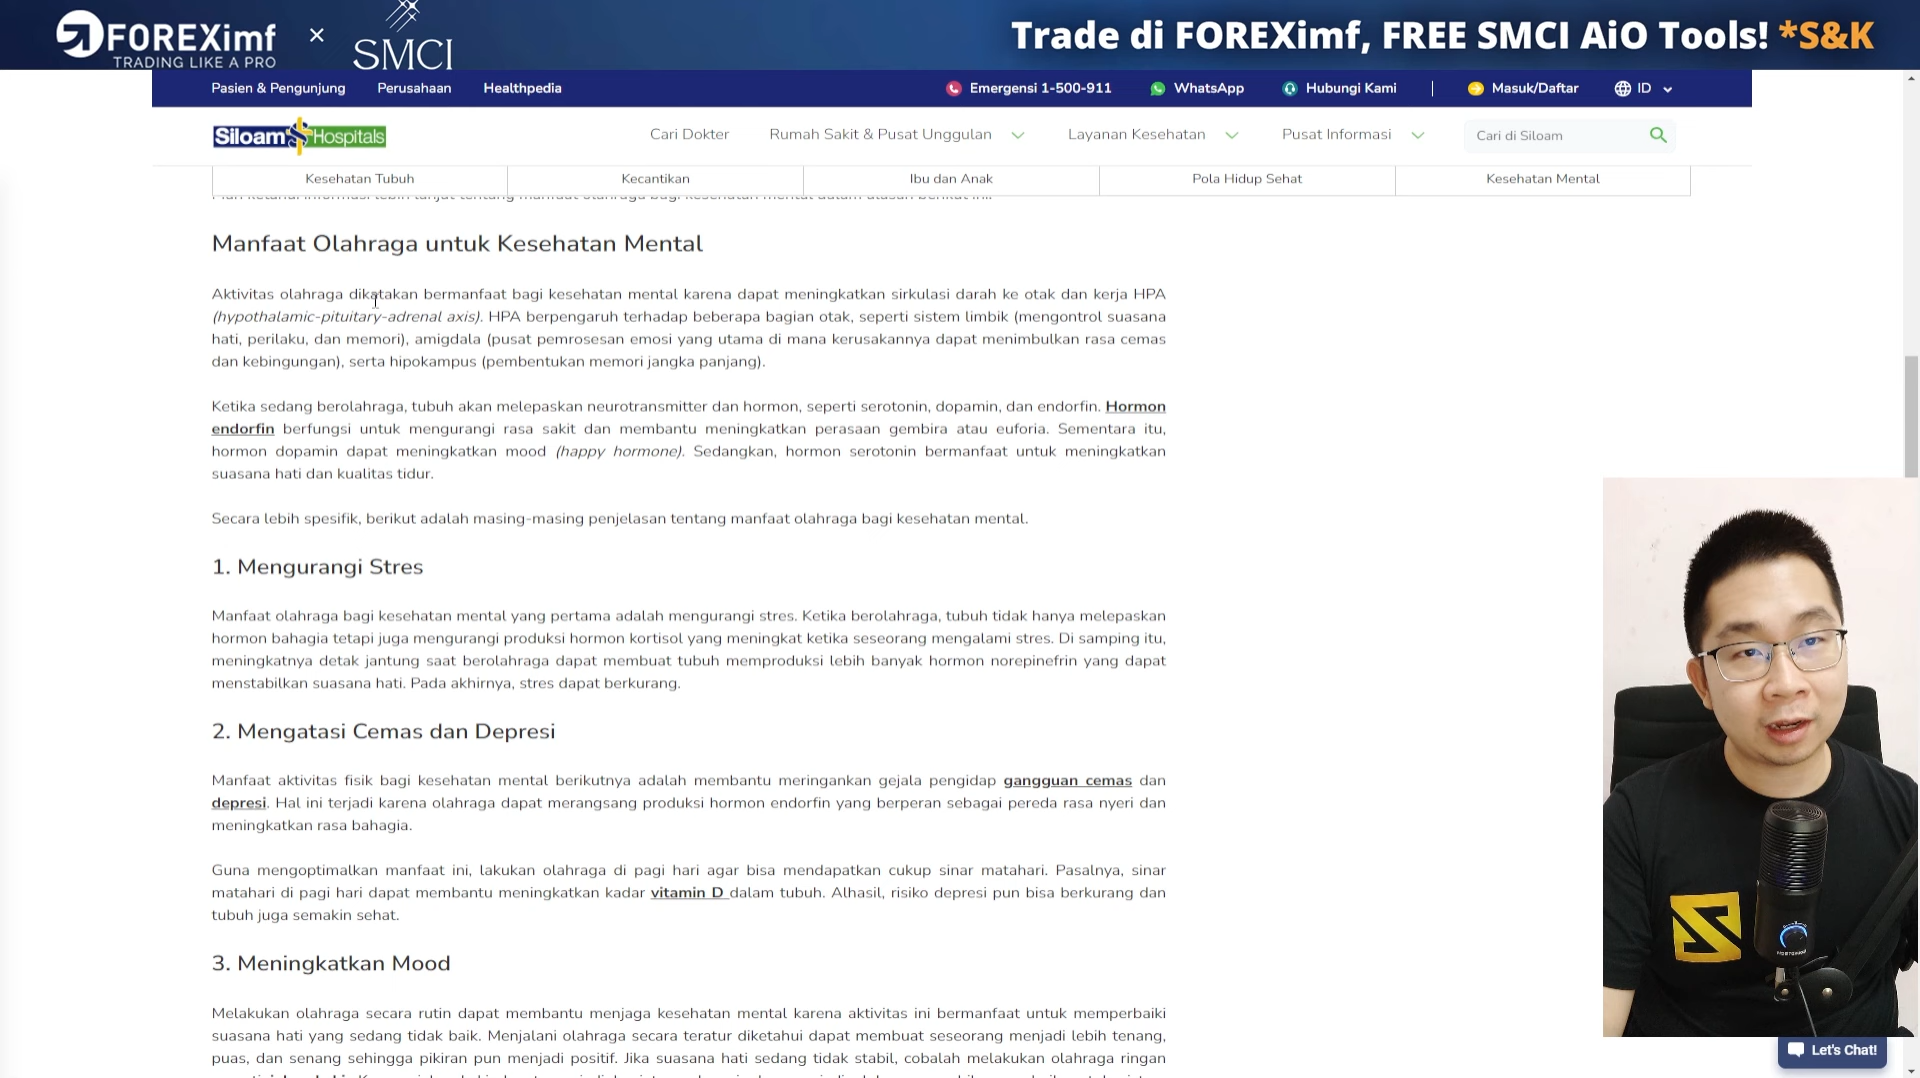 FOREXimf × SMCI
TRADING LIKE A PRO
Trade di FOREXimf, FREE SMCI AiO Tools! *S&K
Pasien & Pengunjung Perusahaan Healthpedia Emergensi 1-500-911 WhatsApp Hubungi Kami | Masuk/Daftar ID
Siloam Hospitals Cari Dokter Rumah Sakit & Pusat Unggulan Layanan Kesehatan Pusat Informasi Cari di Siloam
Kesehatan Tubuh Kecantikan Ibu dan Anak Pola Hidup Sehat Kesehatan Mental
Manfaat Olahraga untuk Kesehatan Mental
Aktivitas olahraga dikatakan bermanfaat bagi kesehatan mental karena dapat meningkatkan sirkulasi darah ke otak dan kerja HPA
(hypothalamic-pituitary-adrenal axis). HPA berpengaruh terhadap beberapa bagian otak, seperti sistem limbik (mengontrol suasana
hati, perilaku, dan memori), amigdala (pusat pemrosesan emosi yang utama di mana kerusakannya dapat menimbulkan rasa cemas
dan kebingungan), serta hipokampus (pembentukan memori jangka panjang).
Ketika sedang berolahraga, tubuh akan melepaskan neurotransmitter dan hormon, seperti serotonin, dopamin, dan endorfin. Hormon
endorfin berfungsi untuk mengurangi rasa sakit dan membantu meningkatkan perasaan gembira atau euforia. Sementara itu,
hormon dopamin dapat meningkatkan mood (happy hormone). Sedangkan, hormon serotonin bermanfaat untuk meningkatkan
suasana hati dan kualitas tidur.
Secara lebih spesifik, berikut adalah masing-masing penjelasan tentang manfaat olahraga bagi kesehatan mental.
1. Mengurangi Stres
Manfaat olahraga bagi kesehatan mental yang pertama adalah mengurangi stres. Ketika berolahraga, tubuh tidak hanya melepaskan
hormon bahagia tetapi juga mengurangi produksi hormon kortisol yang meningkat ketika seseorang mengalami stres. Di samping itu,
meningkatnya detak jantung saat berolahraga dapat membuat tubuh memproduksi lebih banyak hormon norepinefrin yang dapat
menstabilkan suasana hati. Pada akhirnya, stres dapat berkurang.
2. Mengatasi Cemas dan Depresi
Manfaat aktivitas fisik bagi kesehatan mental berikutnya adalah membantu meringankan gejala pengidap gangguan cemas dan
depresi. Hal ini terjadi karena olahraga dapat merangsang produksi hormon endorfin yang berperan sebagai pereda rasa nyeri dan
meningkatkan rasa bahagia.
Guna mengoptimalkan manfaat ini, lakukan olahraga di pagi hari agar bisa mendapatkan cukup sinar matahari. Pasalnya, sinar
matahari di pagi hari dapat membantu meningkatkan kadar vitamin D dalam tubuh. Alhasil, risiko depresi pun bisa berkurang dan
tubuh juga semakin sehat.
3. Meningkatkan Mood
Melakukan olahraga secara rutin dapat membantu menjaga kesehatan mental karena aktivitas ini bermanfaat untuk memperbaiki
suasana hati yang sedang tidak baik. Menjalani olahraga secara teratur diketahui dapat membuat seseorang menjadi lebih tenang,
puas, dan senang sehingga pikiran pun menjadi positif. Jika suasana hati sedang tidak stabil, cobalah melakukan olahraga ringan
Let's Chat!